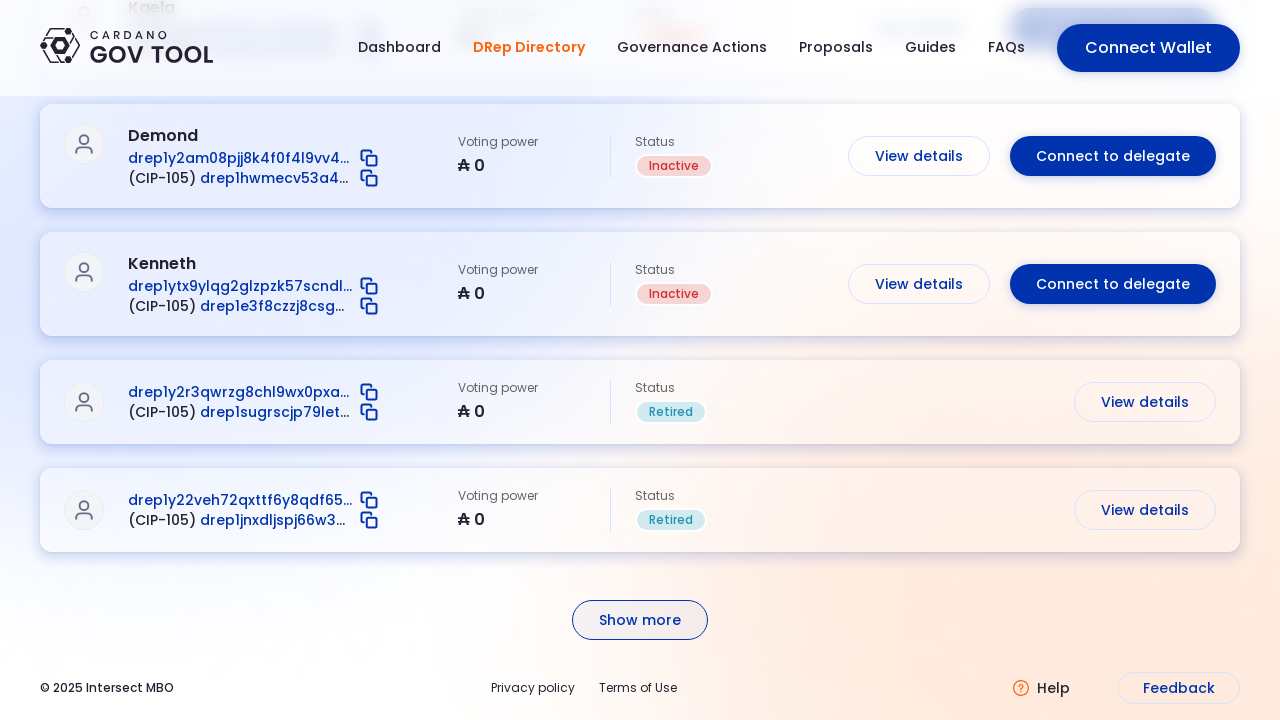 Kaela
CARDANO
GOV TOOL
Dashboard
DRep Directory
Governance Actions
Proposals
Guides
FAQs
Connect Wallet
Demond
drep1y2am08pjj8k4f0f4l9vv4...
(CIP-105) drep1hwmecv53a4...
Voting power
₳ 0
Status
Inactive
View details
Connect to delegate
Kenneth
drep1ytx9ylqg2glzpzk57scndl...
(CIP-105) drep1e3f8czzj8csg...
Voting power
₳ 0
Status
Inactive
View details
Connect to delegate
drep1y2r3qwrzg8chl9wx0pxa...
(CIP-105) drep1sugrscjp79let...
Voting power
₳ 0
Status
Retired
View details
drep1y22veh72qxttf6y8qdf65...
(CIP-105) drep1jnxdljspj66w3...
Voting power
₳ 0
Status
Retired
View details
Show more
© 2025 Intersect MBO
Privacy policy
Terms of Use
Help
Feedback